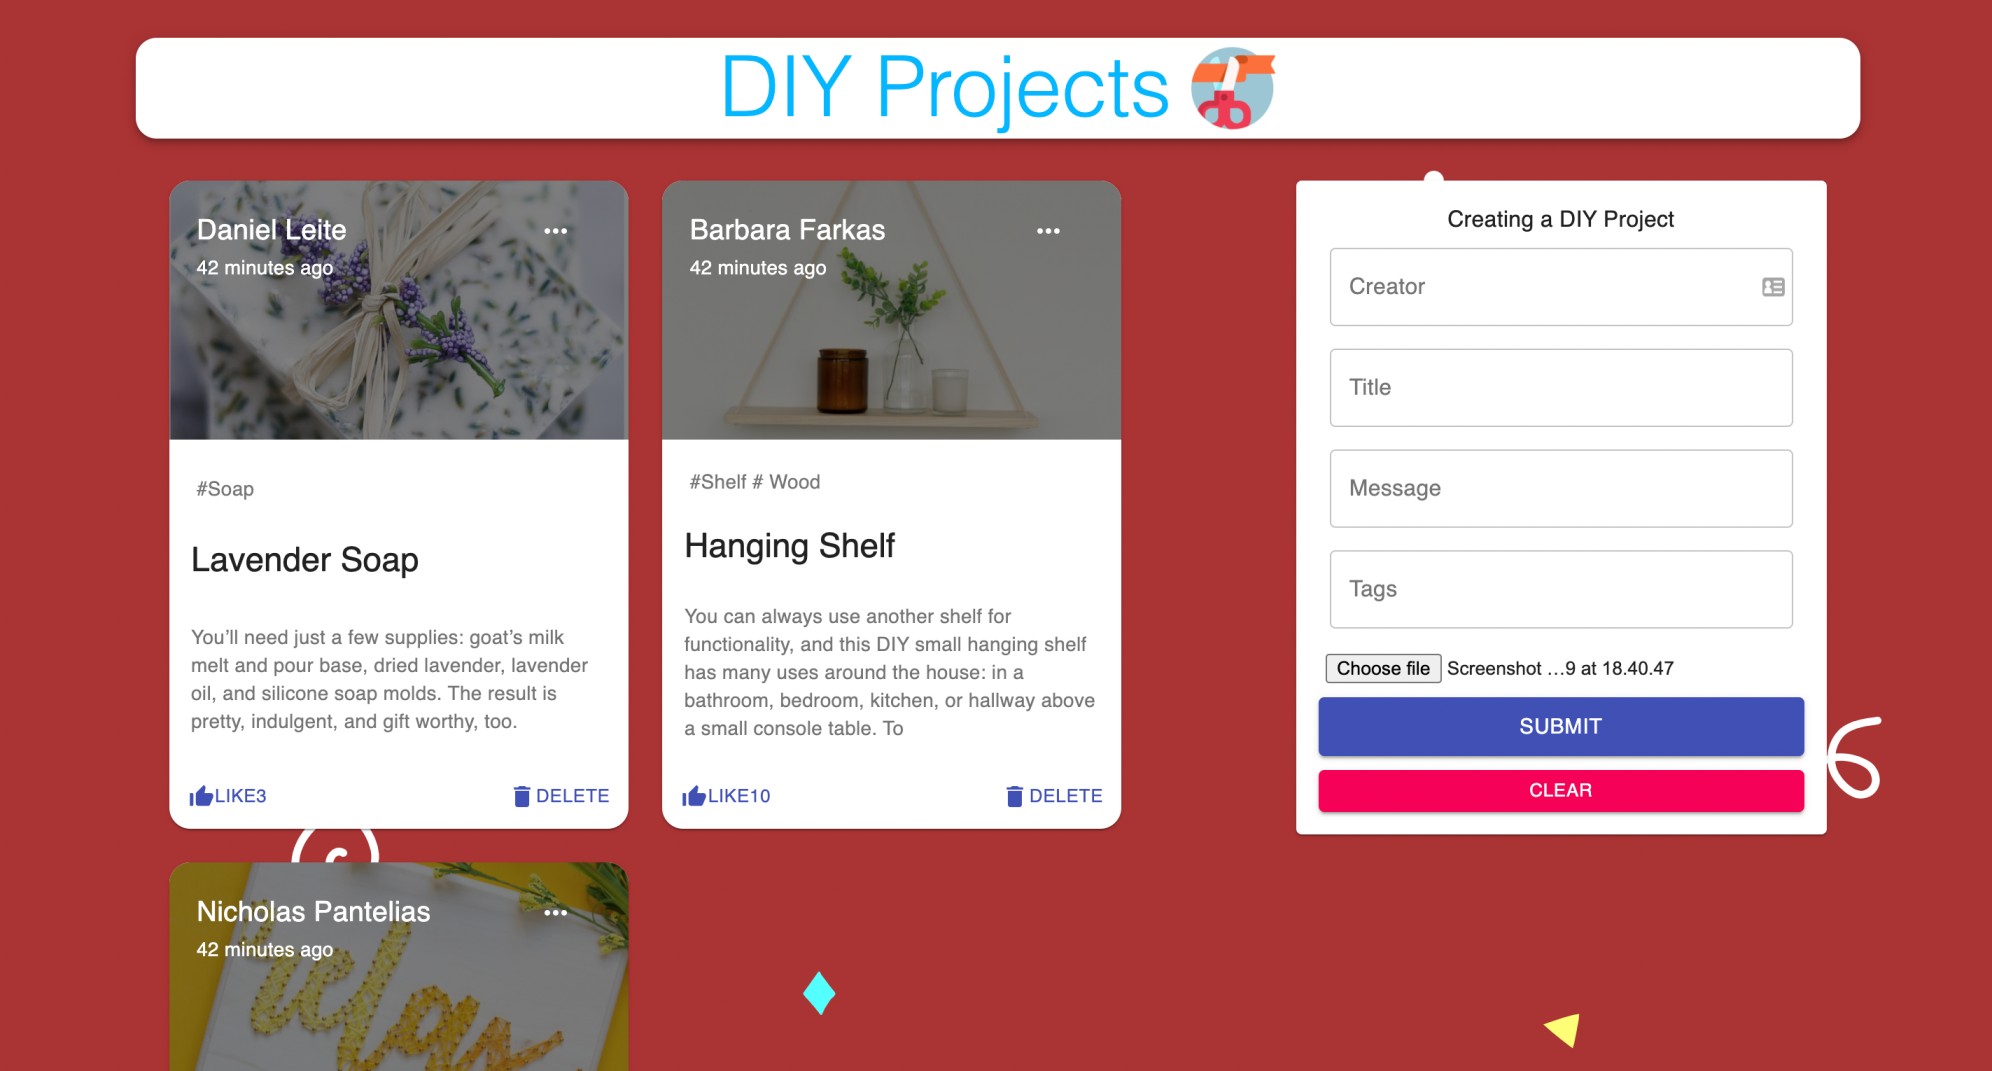 DIY Projects
Daniel Leite
42 minutes ago
#Soap
Lavender Soap
You’ll need just a few supplies: goat’s milk
melt and pour base, dried lavender, lavender
oil, and silicone soap molds. The result is
pretty, indulgent, and gift worthy, too.
LIKE3 DELETE
Barbara Farkas
42 minutes ago
#Shelf # Wood
Hanging Shelf
You can always use another shelf for
functionality, and this DIY small hanging shelf
has many uses around the house: in a
bathroom, bedroom, kitchen, or hallway above
a small console table. To
LIKE10 DELETE
Nicholas Pantelias
42 minutes ago
Creating a DIY Project
Creator
Title
Message
Tags
Choose file Screenshot ...9 at 18.40.47
SUBMIT
CLEAR